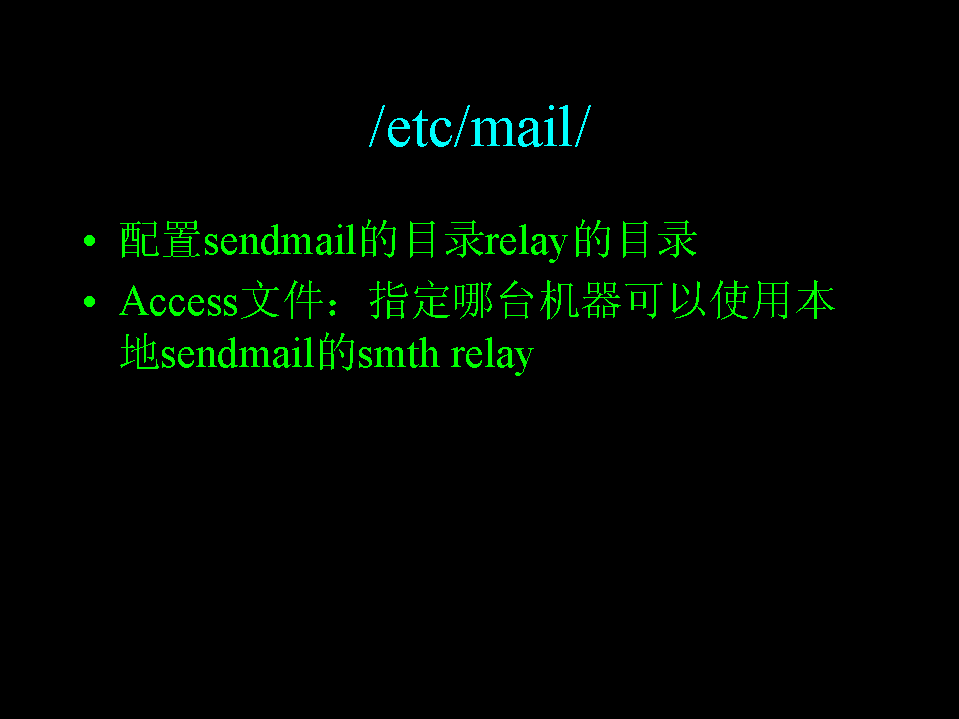 /etc/mail/
• 配置sendmail的目录relay的目录
• Access文件：指定哪台机器可以使用本
地sendmail的smth relay